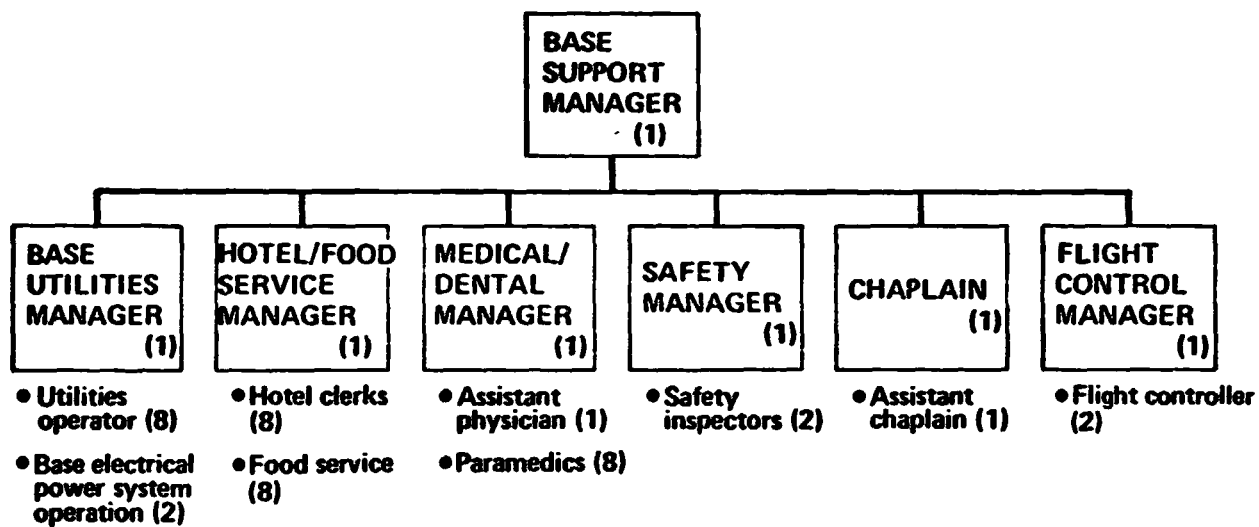 BASE
SUPPORT
MANAGER
(1)
BASE
UTILITIES
MANAGER
(1)
HOTEL/FOOD
SERVICE
MANAGER
(1)
MEDICAL/
DENTAL
MANAGER
(1)
SAFETY
MANAGER
(1)
CHAPLAIN
(1)
FLIGHT
CONTROL
MANAGER
(1)
• Utilities
operator (8)
• Base electrical
power system
operation (2)
• Hotel clerks
(8)
• Food service
(8)
• Assistant
physician (1)
• Paramedics (8)
• Safety
inspectors (2)
• Assistant
chaplain (1)
• Flight controller
(2)